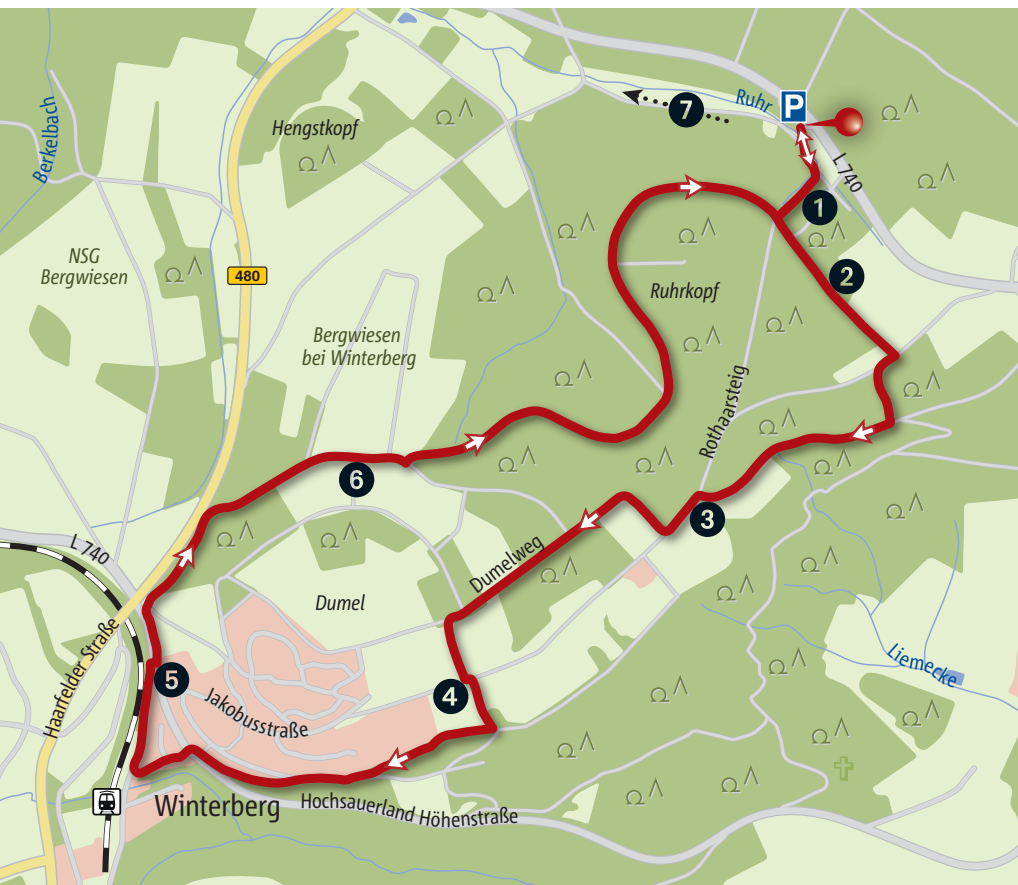 Ruhr
P
7
Hengstkopf
Berkelbach
L 740
1
NSG
Bergwiesen
480
2
Ruhrkopf
Bergwiesen
bei Winterberg
Rothaarsteig
6
3
L 740
Dumelweg
Dumel
Haarfelder Straße
5
4
Liemecke
Jakobusstraße
Winterberg
Hochsauerland Höhenstraße